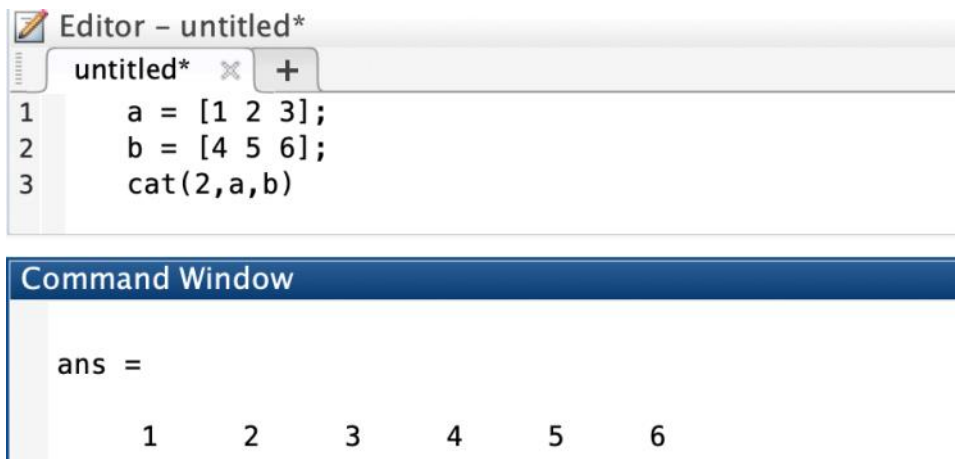 Editor – untitled*
untitled* × +
1 a = [1 2 3];
2 b = [4 5 6];
3 cat(2,a,b)
Command Window
ans =
1 2 3 4 5 6